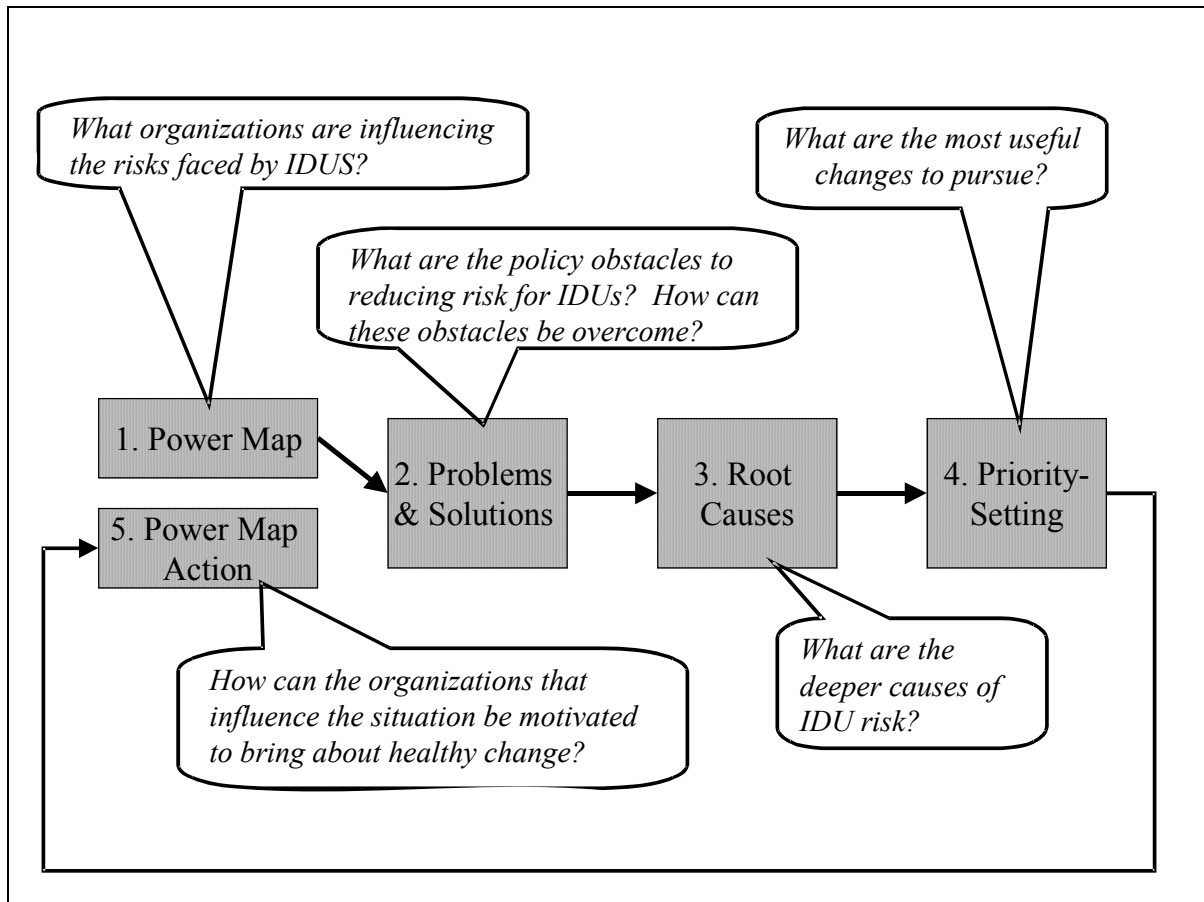 What organizations are influencing
the risks faced by IDUS?
What are the most useful
changes to pursue?
What are the policy obstacles to
reducing risk for IDUs?  How can
these obstacles be overcome?
1. Power Map
2. Problems
& Solutions
3. Root
Causes
4. Priority-
Setting
5. Power Map
Action
How can the organizations that
influence the situation be motivated
to bring about healthy change?
What are the
deeper causes of
IDU risk?